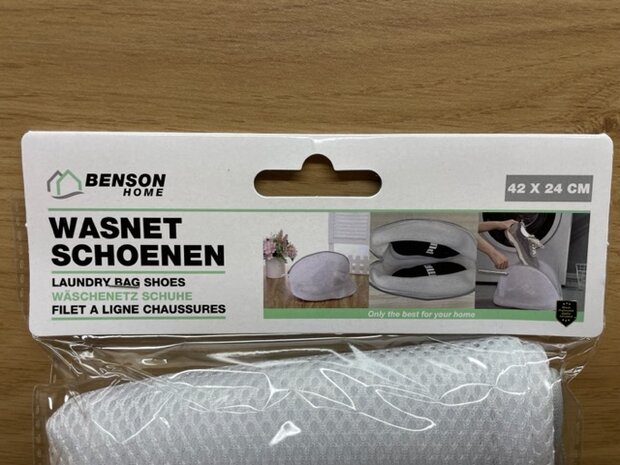 BENSON
HOME
42 X 24 CM
WASNET
SCHOENEN
LAUNDRY BAG SHOES
WÄSCHENETZ SCHUHE
FILET A LIGNE CHAUSSURES
Only the best for your home